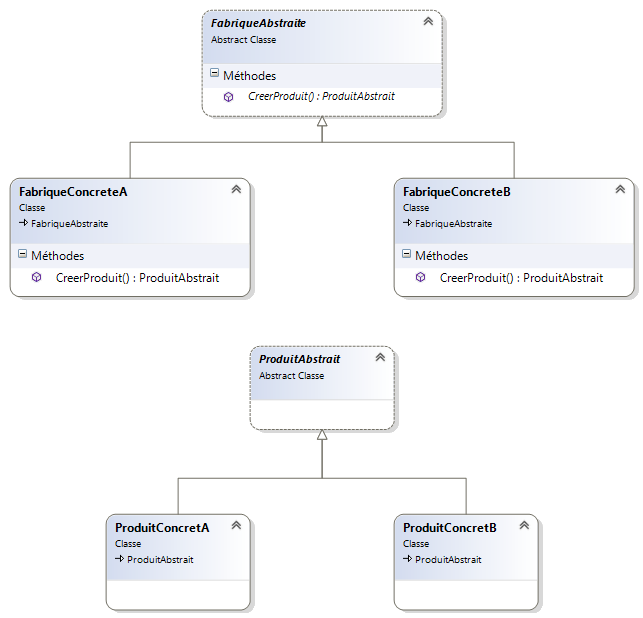 FabriqueAbstraite
Abstract Classe
Méthodes
CreerProduit() : ProduitAbstrait
FabriqueConcreteA
Classe
FabriqueAbstraite
Méthodes
CreerProduit() : ProduitAbstrait
FabriqueConcreteB
Classe
FabriqueAbstraite
Méthodes
CreerProduit() : ProduitAbstrait
ProduitAbstrait
Abstract Classe
ProduitConcretA
Classe
ProduitAbstrait
ProduitConcretB
Classe
ProduitAbstrait